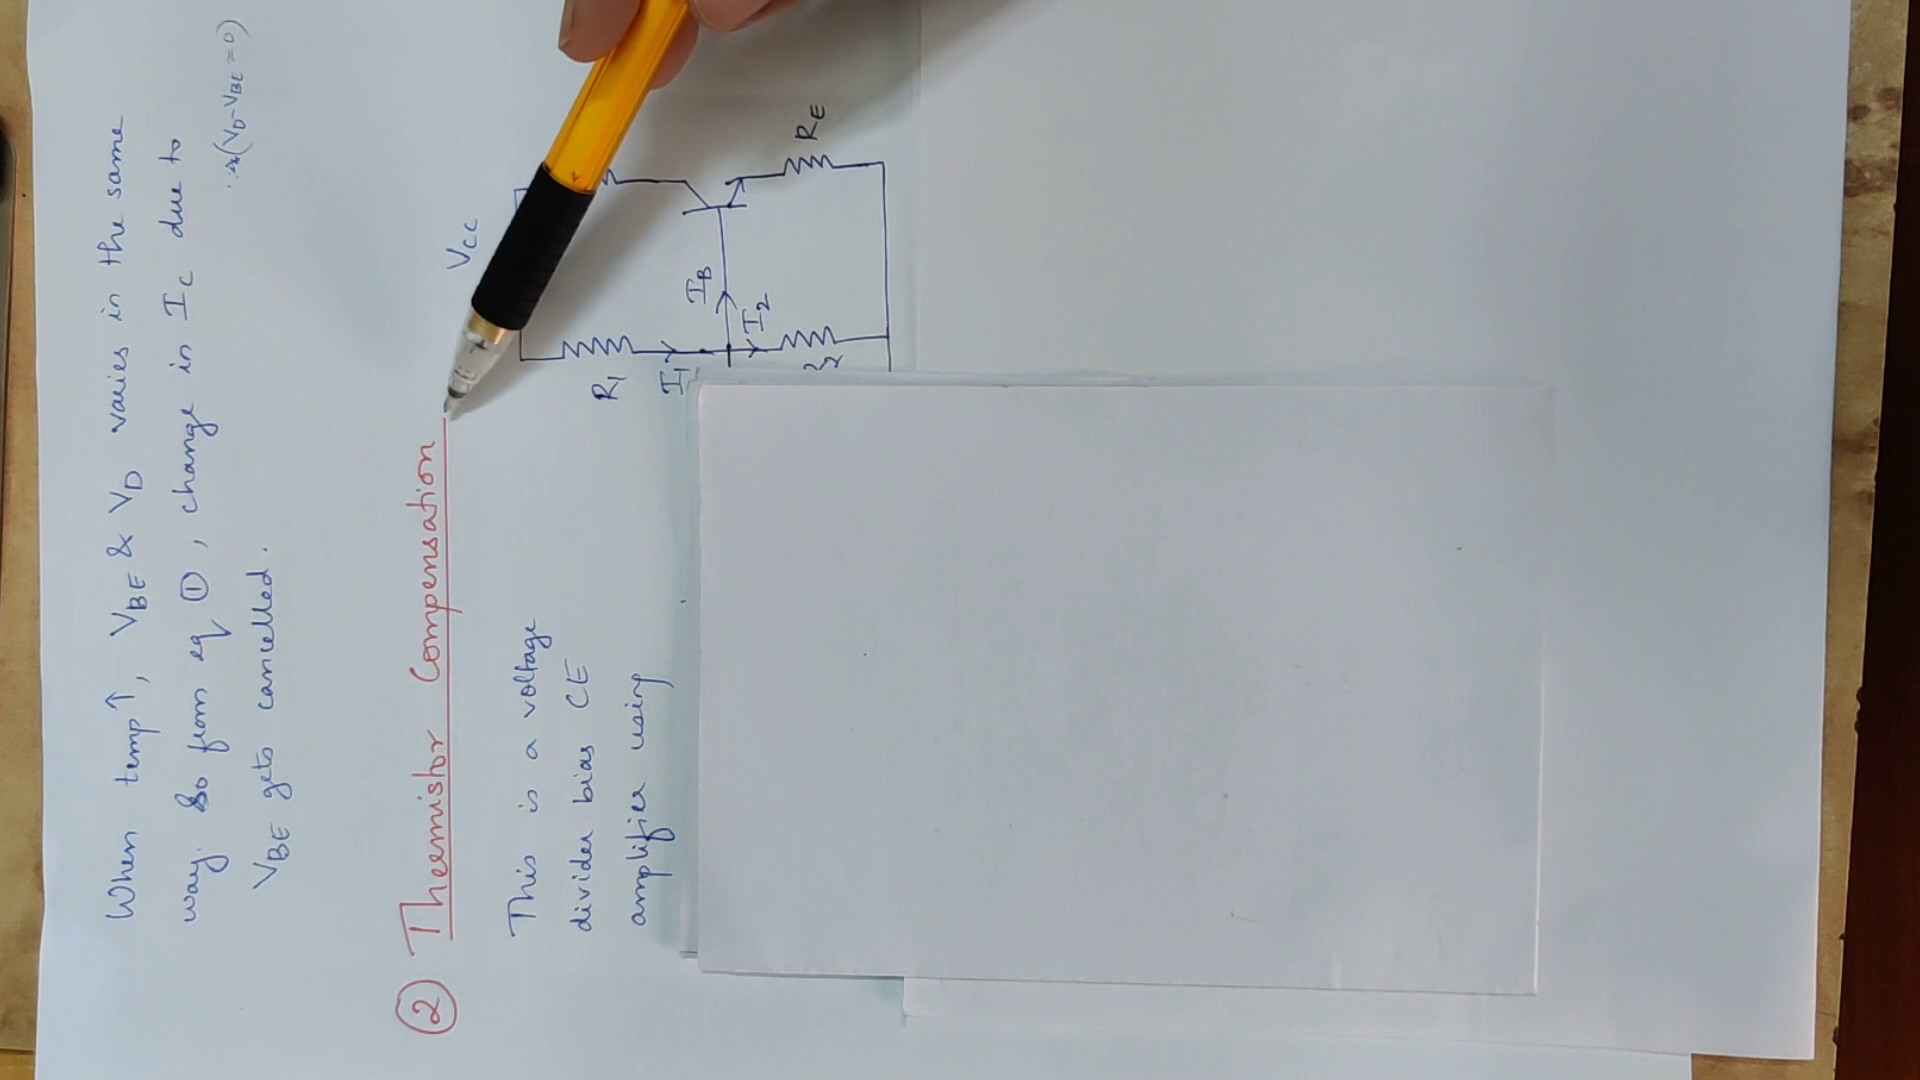 When temp↑, VBE & VD varies in the same
way. So from eq ①, change in IC due to
VBE gets cancelled.
∵ (VD-VBE=0)
② Thermistor Compensation
This is a voltage
divider bias CE
amplifier using
VCC
R1
I1
IB
I2
RE